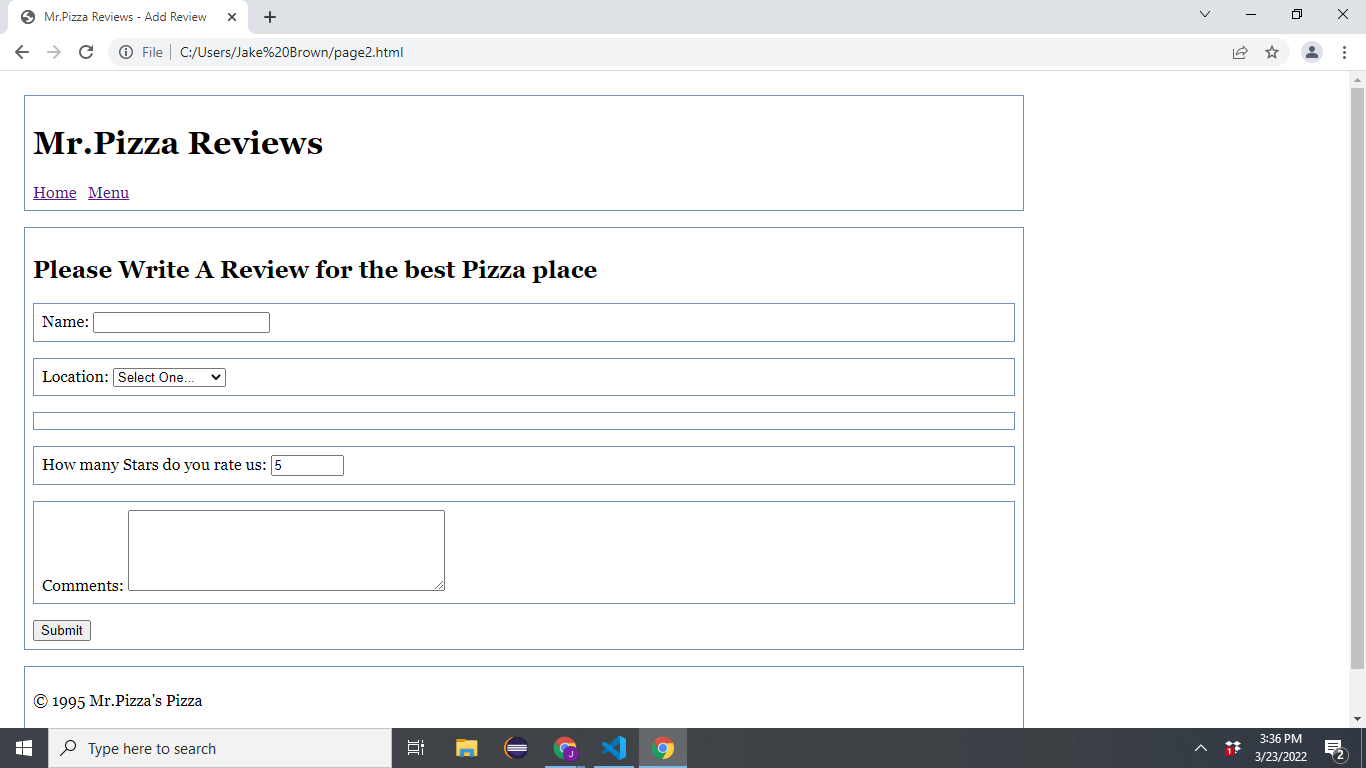 Mr.Pizza Reviews - Add Review
File C:/Users/Jake%20Brown/page2.html
Mr.Pizza Reviews
Home Menu
Please Write A Review for the best Pizza place
Name:
Location: Select One...
How many Stars do you rate us: 5
Comments:
Submit
© 1995 Mr.Pizza's Pizza
Type here to search
J
1
3:36 PM
3/23/2022
2